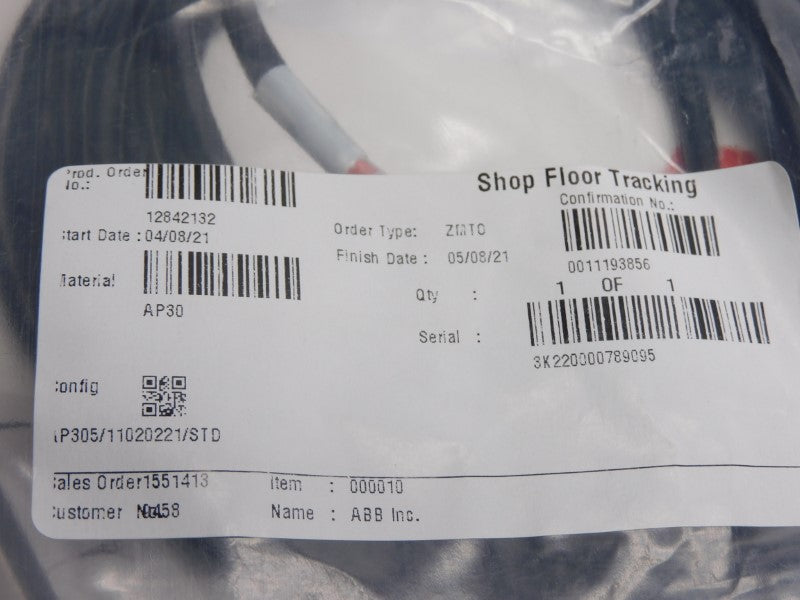 Shop Floor Tracking
Prod. Order No.:
12842132
Confirmation No.:
0011193856
Start Date : 04/08/21
Order Type: ZMTO
Finish Date : 05/08/21
Material
AP30
Qty : 1 OF 1
Serial :
3K220000789095
Config
AP305/11020221/STD
Sales Order 1551413 Item : 000010
Customer No. Name : ABB Inc.